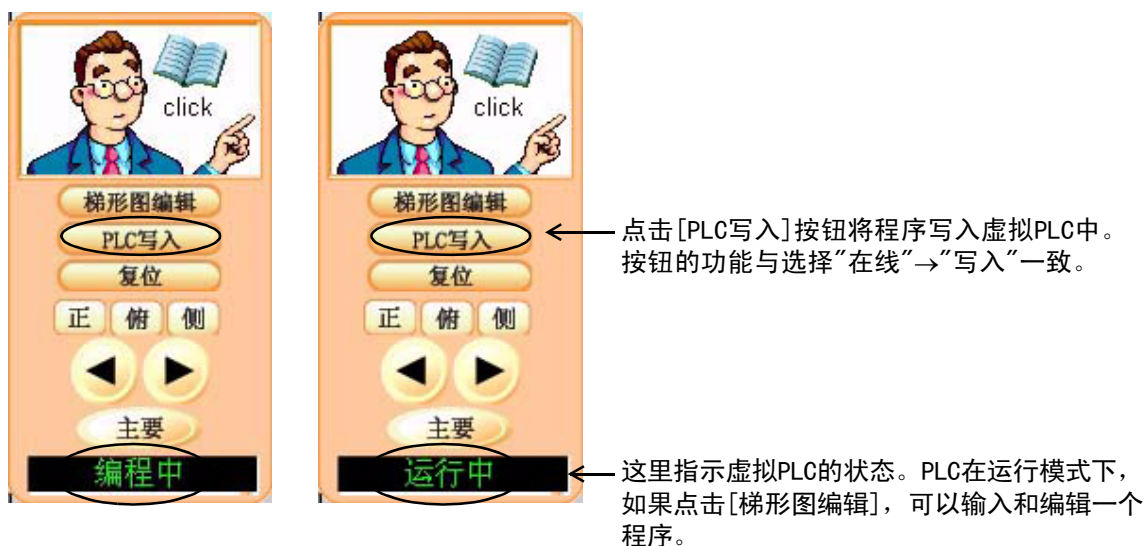 click
梯形图编辑
PLC写入
复位
正 俯 侧
主要
编程中
click
梯形图编辑
PLC写入
复位
正 俯 侧
主要
运行中
点击[PLC写入]按钮将程序写入虚拟PLC中。
按钮的功能与选择″在线″→″写入″一致。
这里指示虚拟PLC的状态。PLC在运行模式下，
如果点击[梯形图编辑]，可以输入和编辑一个
程序。